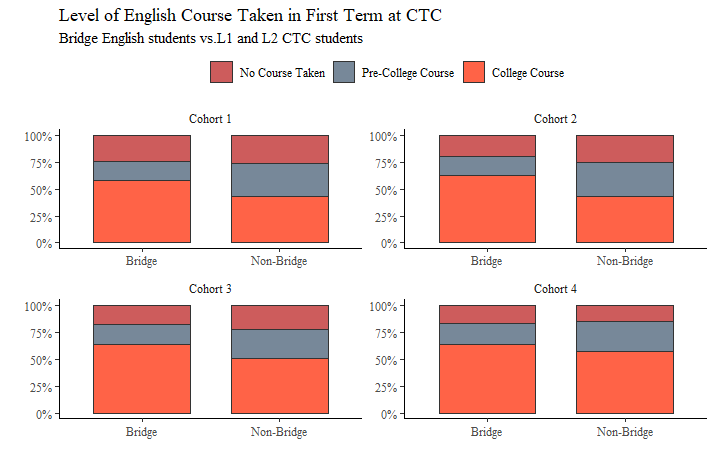 Level of English Course Taken in First Term at CTC
Bridge English students vs.L1 and L2 CTC students
No Course Taken Pre-College Course College Course
Cohort 1 Cohort 2
100% 100%
75% 75%
50% 50%
25% 25%
0% 0%
Bridge Non-Bridge Bridge Non-Bridge
Cohort 3 Cohort 4
100% 100%
75% 75%
50% 50%
25% 25%
0% 0%
Bridge Non-Bridge Bridge Non-Bridge